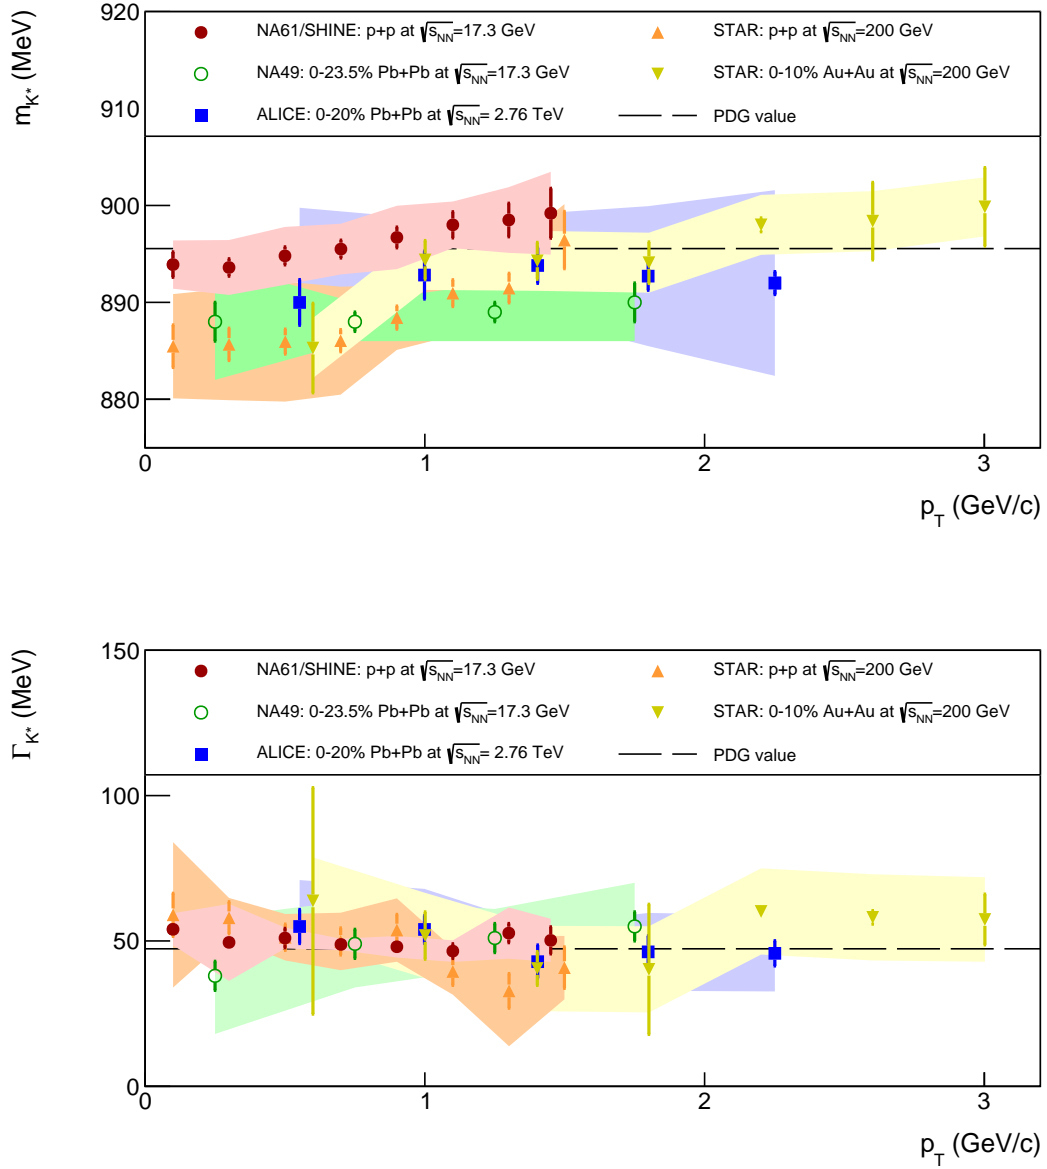 920
m_K* (MeV)
NA61/SHINE: p+p at √s_NN=17.3 GeV
STAR: p+p at √s_NN=200 GeV
NA49: 0-23.5% Pb+Pb at √s_NN=17.3 GeV
STAR: 0-10% Au+Au at √s_NN=200 GeV
910
ALICE: 0-20% Pb+Pb at √s_NN= 2.76 TeV
PDG value
900
890
880
0 1 2 3
p_T (GeV/c)
150
Γ_K* (MeV)
NA61/SHINE: p+p at √s_NN=17.3 GeV
STAR: p+p at √s_NN=200 GeV
NA49: 0-23.5% Pb+Pb at √s_NN=17.3 GeV
STAR: 0-10% Au+Au at √s_NN=200 GeV
ALICE: 0-20% Pb+Pb at √s_NN= 2.76 TeV
PDG value
100
50
0
0 1 2 3
p_T (GeV/c)